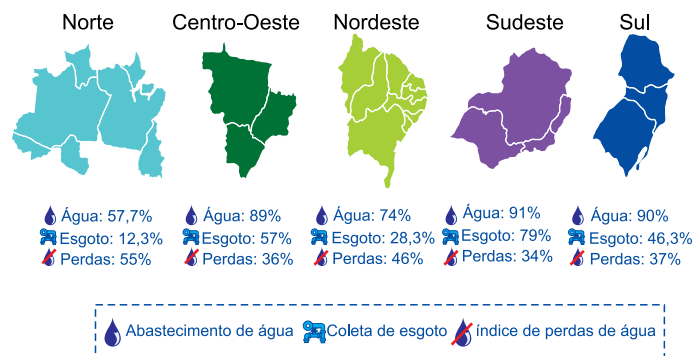 Norte
Centro-Oeste
Nordeste
Sudeste
Sul
Água: 57,7%
Esgoto: 12,3%
Perdas: 55%
Água: 89%
Esgoto: 57%
Perdas: 36%
Água: 74%
Esgoto: 28,3%
Perdas: 46%
Água: 91%
Esgoto: 79%
Perdas: 34%
Água: 90%
Esgoto: 46,3%
Perdas: 37%
Abastecimento de água
Coleta de esgoto
índice de perdas de água